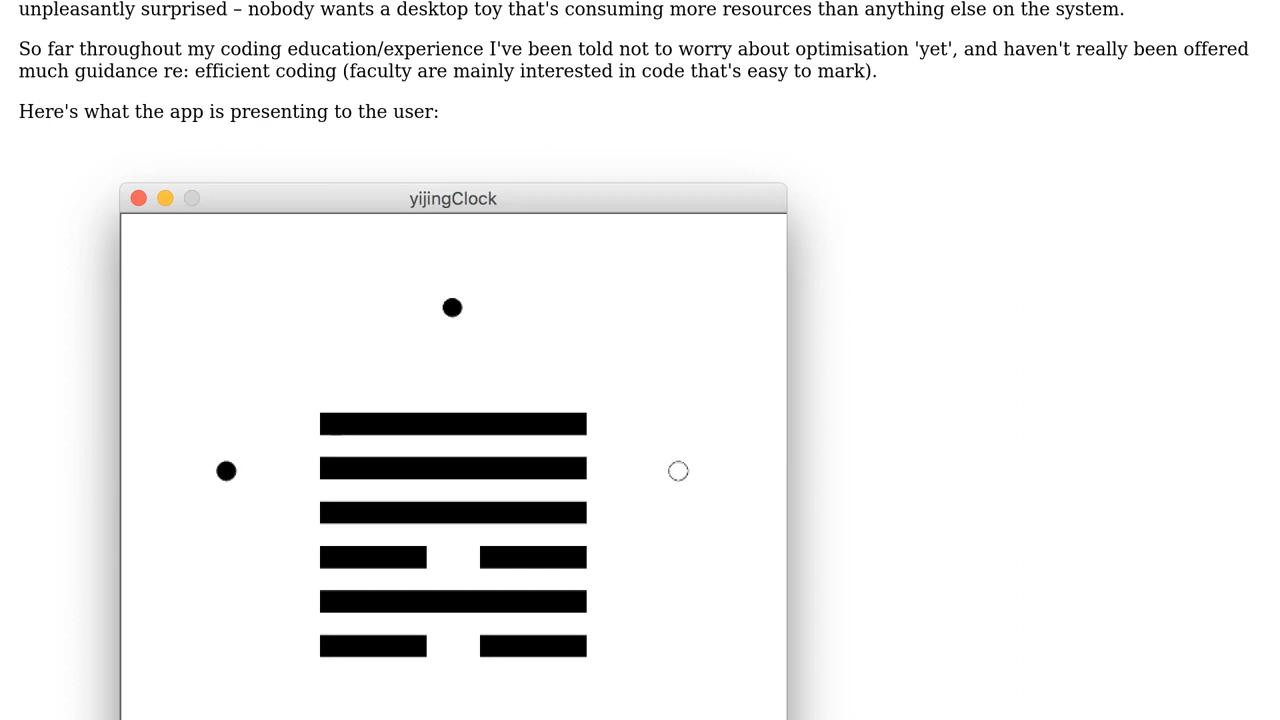 unpleasantly surprised – nobody wants a desktop toy that's consuming more resources than anything else on the system.
So far throughout my coding education/experience I've been told not to worry about optimisation 'yet', and haven't really been offered
much guidance re: efficient coding (faculty are mainly interested in code that's easy to mark).
Here's what the app is presenting to the user:
yijingClock